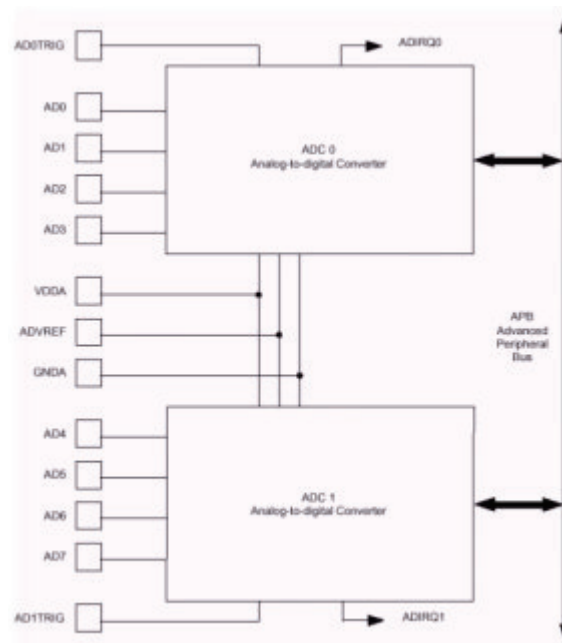 AD0TRIG
ADIRQ0
AD0
AD1
AD2
AD3
ADC 0
Analog-to-digital Converter
VDDA
ADVREF
GNDA
APB
Advanced
Peripheral
Bus
AD4
AD5
AD6
AD7
ADC 1
Analog-to-digital Converter
AD1TRIG
ADIRQ1